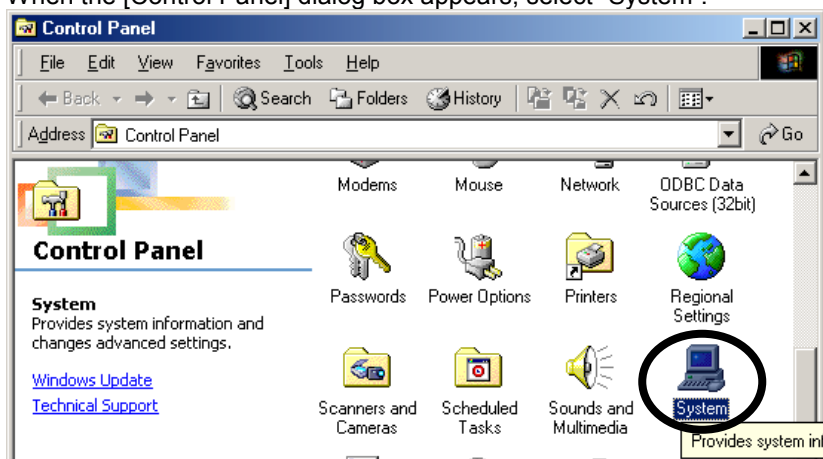 When the [Control Panel] dialog box appears, select "System".
Control Panel
File Edit View Favorites Tools Help
Back Search Folders History
Address Control Panel Go
Modems Mouse Network ODBC Data
Sources (32bit)
Control Panel
Passwords Power Options Printers Regional
Settings
System
Provides system information and
changes advanced settings.
Windows Update
Technical Support
Scanners and Scheduled Sounds and System
Cameras Tasks Multimedia
Provides system inf